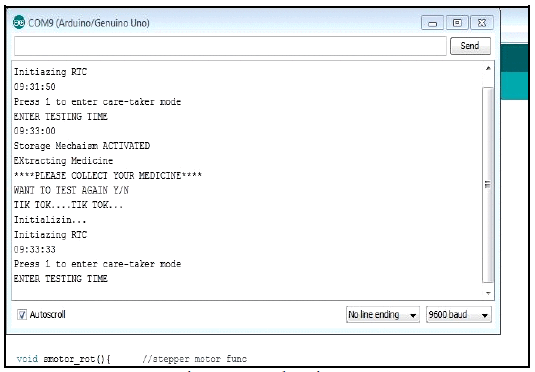 COM9 (Arduino/Genuino Uno)
Send
Initiazing RTC
09:31:50
Press 1 to enter care-taker mode
ENTER TESTING TIME
09:33:00
Storage Mechaism ACTIVATED
EXtracting Medicine
****PLEASE COLLECT YOUR MEDICINE****
WANT TO TEST AGAIN Y/N
TIK TOK....TIK TOK...
Initializin...
Initiazing RTC
09:33:33
Press 1 to enter care-taker mode
ENTER TESTING TIME
Autoscroll No line ending 9600 baud
void smotor_rot(){ //stepper motor func